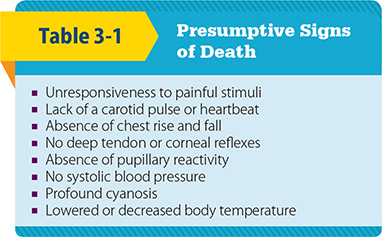 Table 3-1
Presumptive Signs
of Death
■ Unresponsiveness to painful stimuli
■ Lack of a carotid pulse or heartbeat
■ Absence of chest rise and fall
■ No deep tendon or corneal reflexes
■ Absence of pupillary reactivity
■ No systolic blood pressure
■ Profound cyanosis
■ Lowered or decreased body temperature